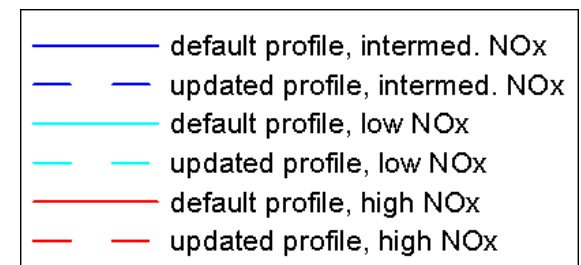 default profile, intermed. NOx
updated profile, intermed. NOx
default profile, low NOx
updated profile, low NOx
default profile, high NOx
updated profile, high NOx